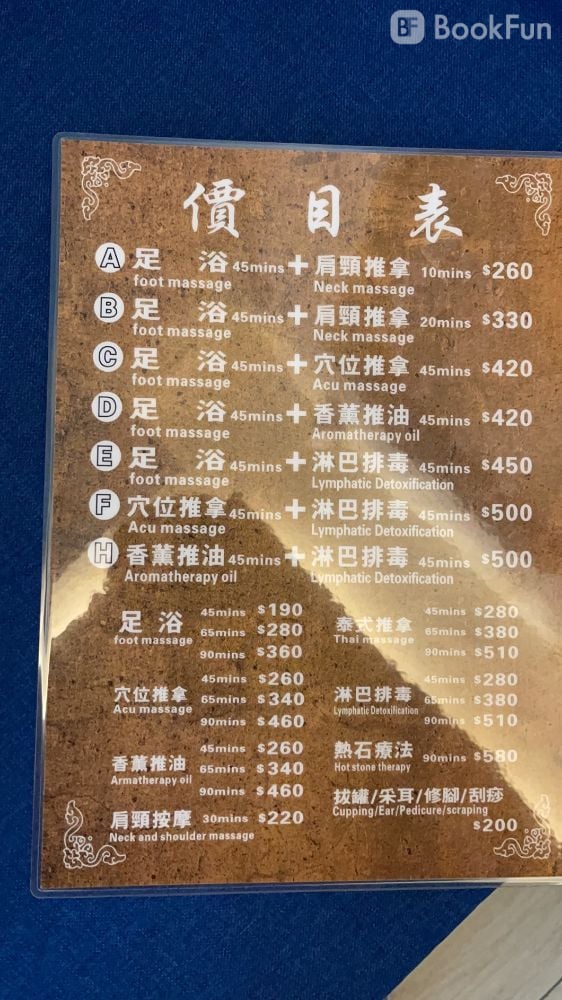 BF BookFun
價目表
A 足浴 45mins + 肩頸推拿 10mins $260
foot massage Neck massage
B 足浴 45mins + 肩頸推拿 20mins $330
foot massage Neck massage
C 足浴 45mins + 穴位推拿 45mins $420
foot massage Acu massage
D 足浴 45mins + 香薰推油 45mins $420
foot massage Aromatherapy oil
E 足浴 45mins + 淋巴排毒 45mins $450
foot massage Lymphatic Detoxification
F 穴位推拿 45mins + 淋巴排毒 45mins $500
Acu massage Lymphatic Detoxification
H 香薰推油 45mins + 淋巴排毒 45mins $500
Aromatherapy oil Lymphatic Detoxification
足浴 45mins $190
foot massage 65mins $280
90mins $360
穴位推拿 45mins $260
Acu massage 65mins $340
90mins $460
香薰推油 45mins $260
Armatherapy oil 65mins $340
90mins $460
肩頸按摩 30mins $220
Neck and shoulder massage
泰式推拿 45mins $280
Thai massage 65mins $380
90mins $510
淋巴排毒 45mins $280
Lymphatic Detoxification 65mins $380
90mins $510
熱石療法 90mins $580
Hot stone therapy
拔罐/采耳/修腳/刮痧
Cupping/Ear/Pedicure/scraping
$200